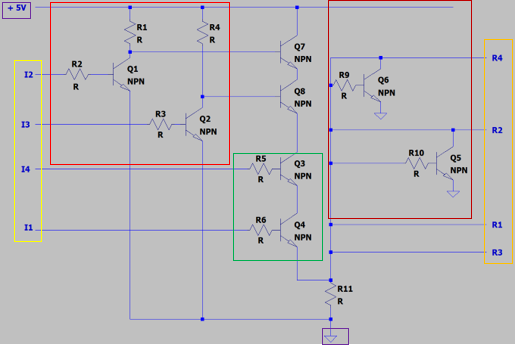 + 5V
R1
R
R4
R
Q7
NPN
R4
I2
R2
R
Q1
NPN
R9
R
Q6
NPN
Q8
NPN
I3
R3
R
Q2
NPN
R2
I4
R5
R
Q3
NPN
R10
R
Q5
NPN
I1
R6
R
Q4
NPN
R1
R3
R11
R